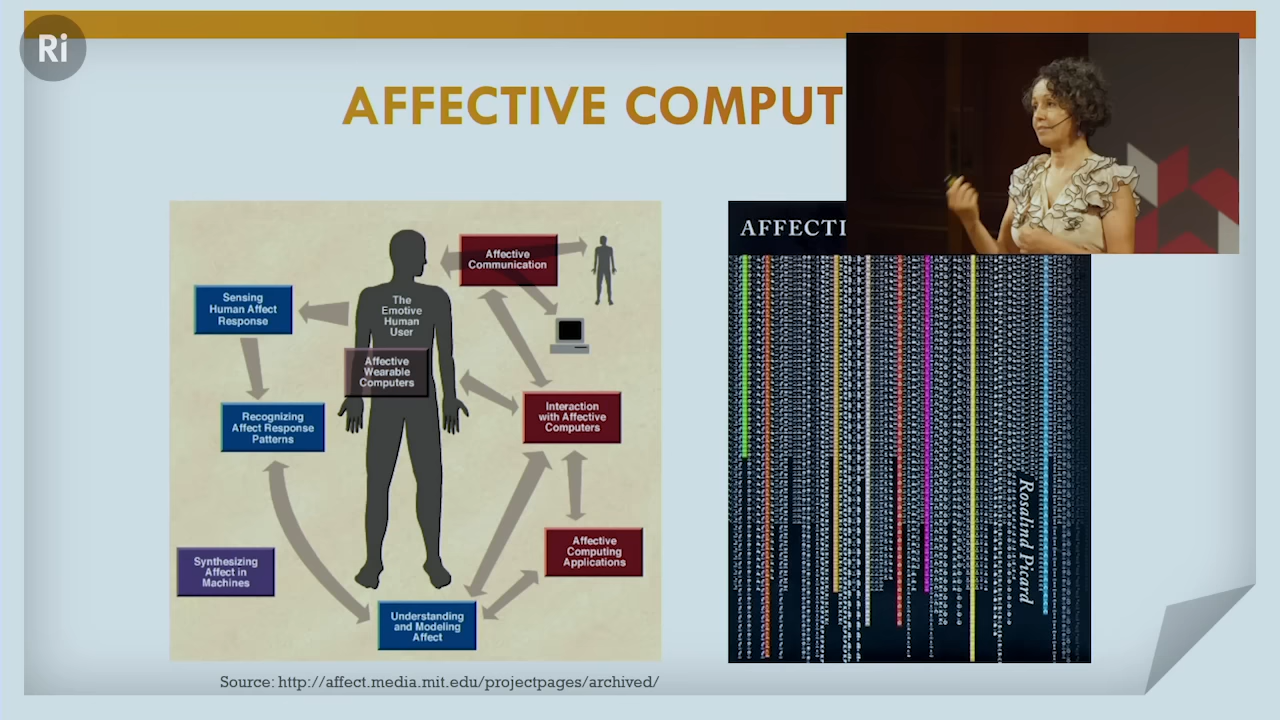 Ri
AFFECTIVE COMPUT
Affective
Communication
The
Emotive
Human
User
Sensing
Human Affect
Response
Affective
Wearable
Computers
Recognizing
Affect Response
Patterns
Interaction
with Affective
Computers
Affective
Computing
Applications
Synthesizing
Affect in
Machines
Understanding
and Modeling
Affect
Source: http://affect.media.mit.edu/projectpages/archived/
AFFECTI
Rosalind Picard